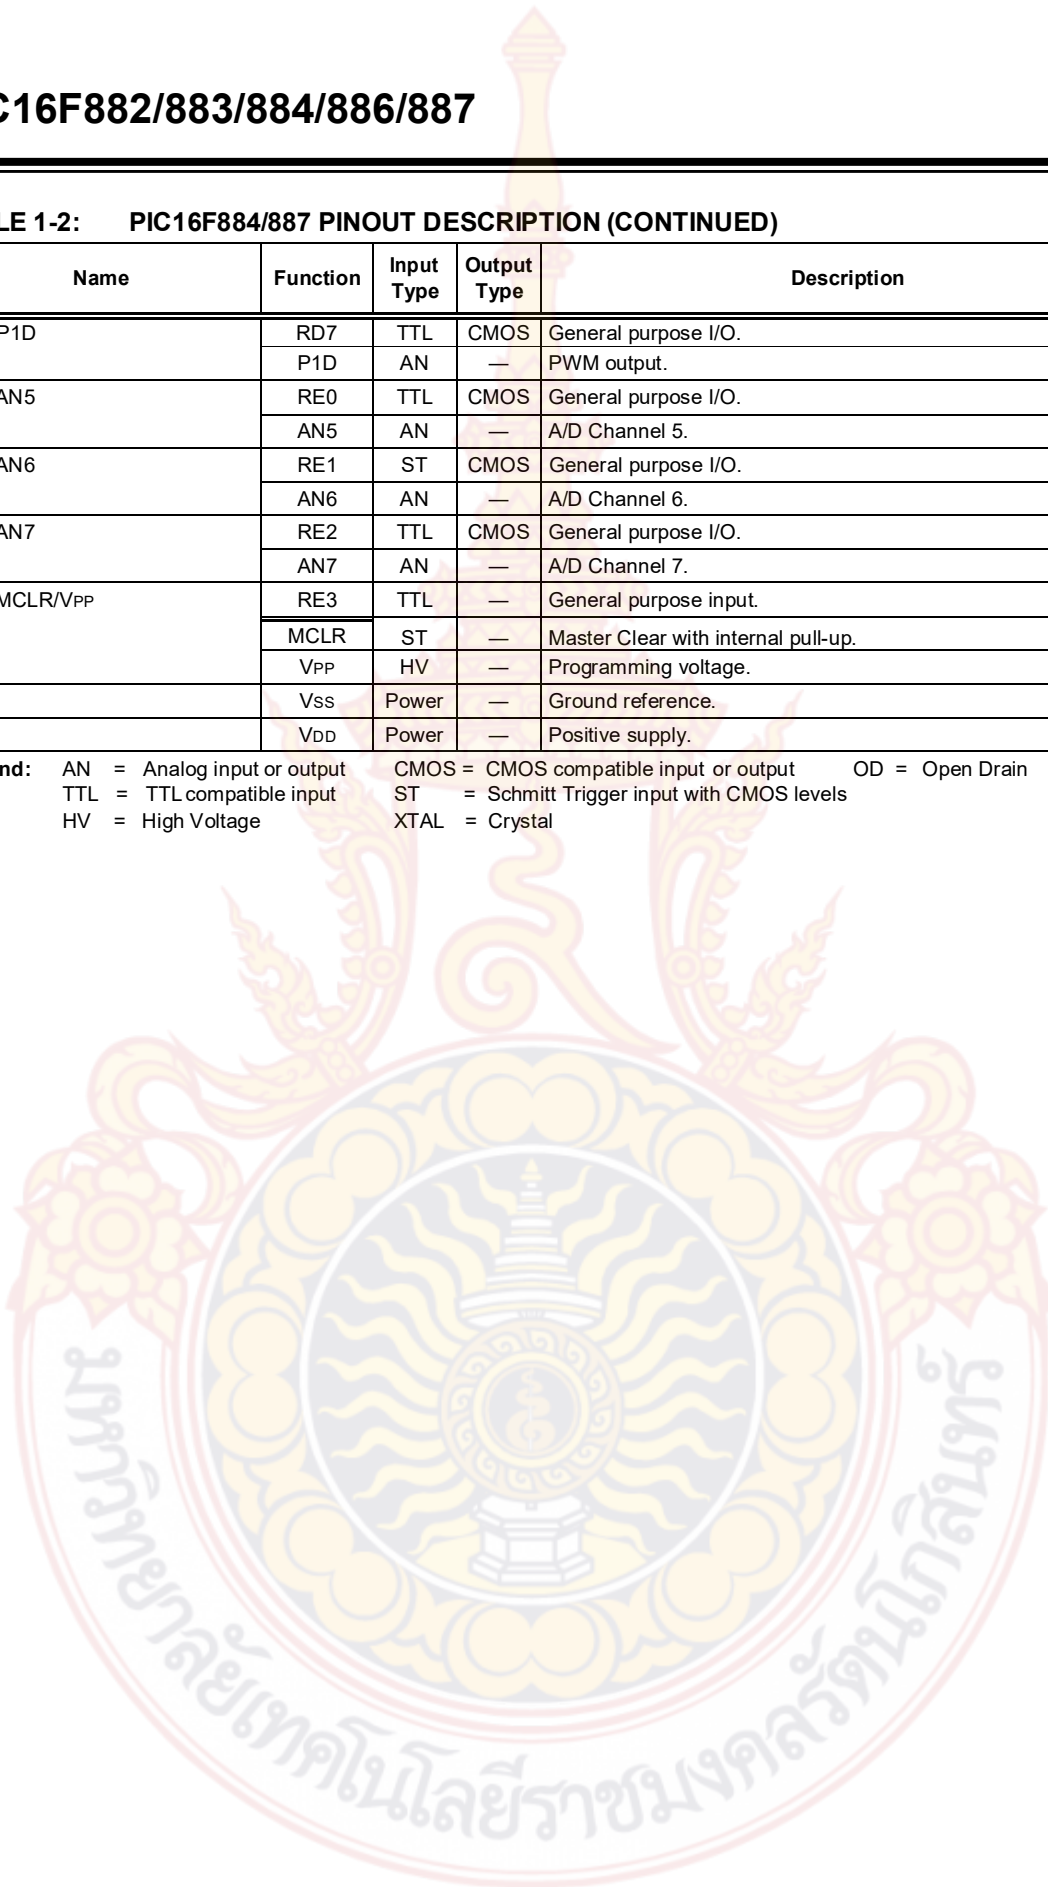 C16F882/883/884/886/887
LE 1-2: PIC16F884/887 PINOUT DESCRIPTION (CONTINUED)
Name Function Input Type Output Type Description
P1D RD7 TTL CMOS General purpose I/O.
P1D AN — PWM output.
AN5 RE0 TTL CMOS General purpose I/O.
AN5 AN — A/D Channel 5.
AN6 RE1 ST CMOS General purpose I/O.
AN6 AN — A/D Channel 6.
AN7 RE2 TTL CMOS General purpose I/O.
AN7 AN — A/D Channel 7.
MCLR/VPP RE3 TTL — General purpose input.
MCLR ST — Master Clear with internal pull-up.
VPP HV — Programming voltage.
Vss Power — Ground reference.
VDD Power — Positive supply.
nd: AN = Analog input or output CMOS = CMOS compatible input or output OD = Open Drain
TTL = TTL compatible input ST = Schmitt Trigger input with CMOS levels
HV = High Voltage XTAL = Crystal
มหาวิทยาลัยเทคโนโลยีราชมงคลรัตนโกสินทร์